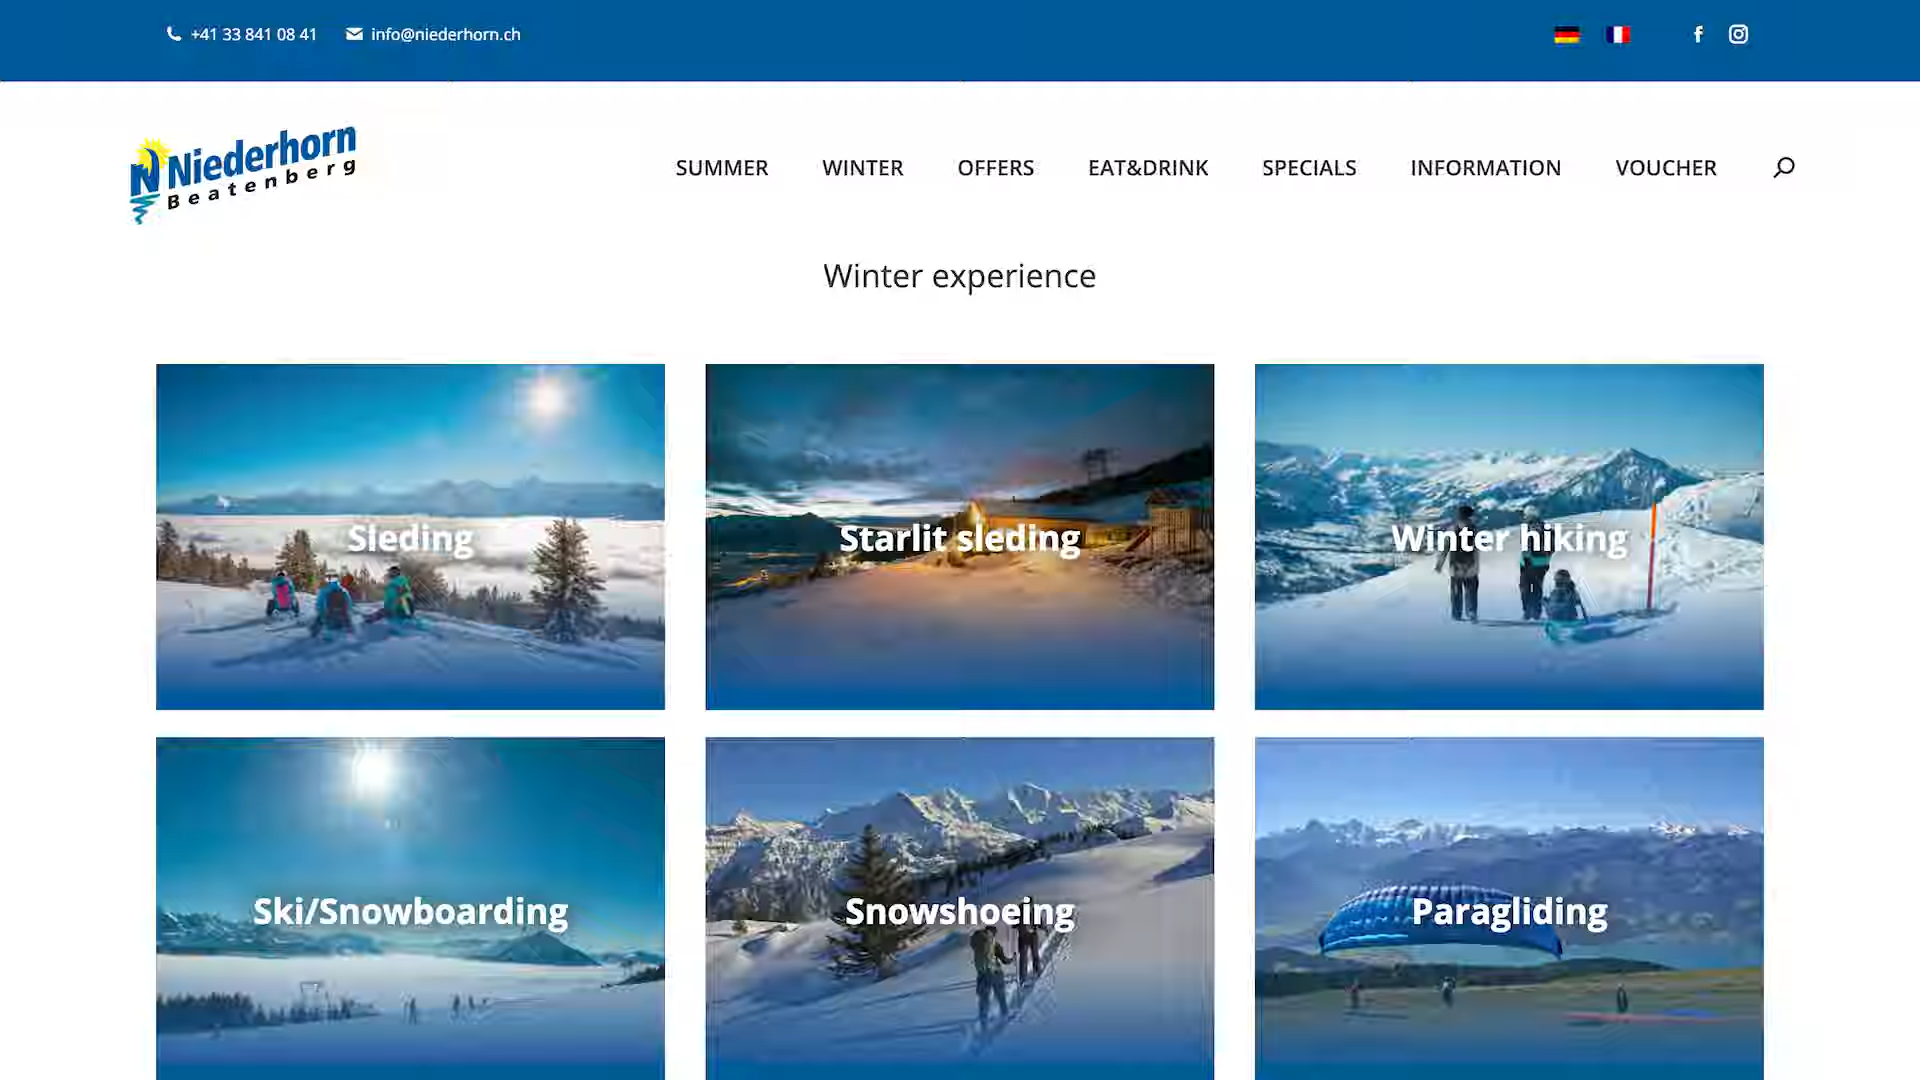 +41 33 841 08 41 info@niederhorn.ch
Niederhorn
Beatenberg
SUMMER WINTER OFFERS EAT&DRINK SPECIALS INFORMATION VOUCHER
Winter experience
Sleding Starlit sleding Winter hiking
Ski/Snowboarding Snowshoeing Paragliding